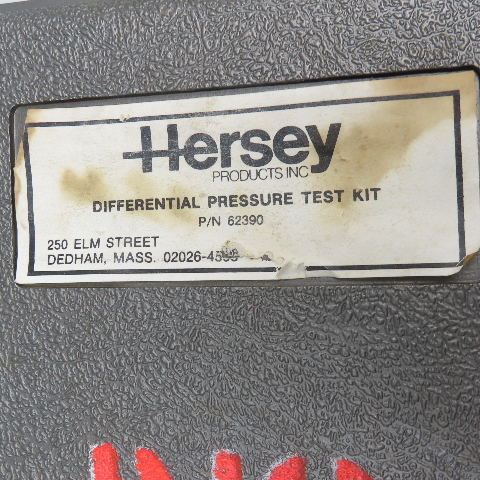 Hersey
PRODUCTS INC
DIFFERENTIAL PRESSURE TEST KIT
P/N 62390
250 ELM STREET
DEDHAM, MASS.